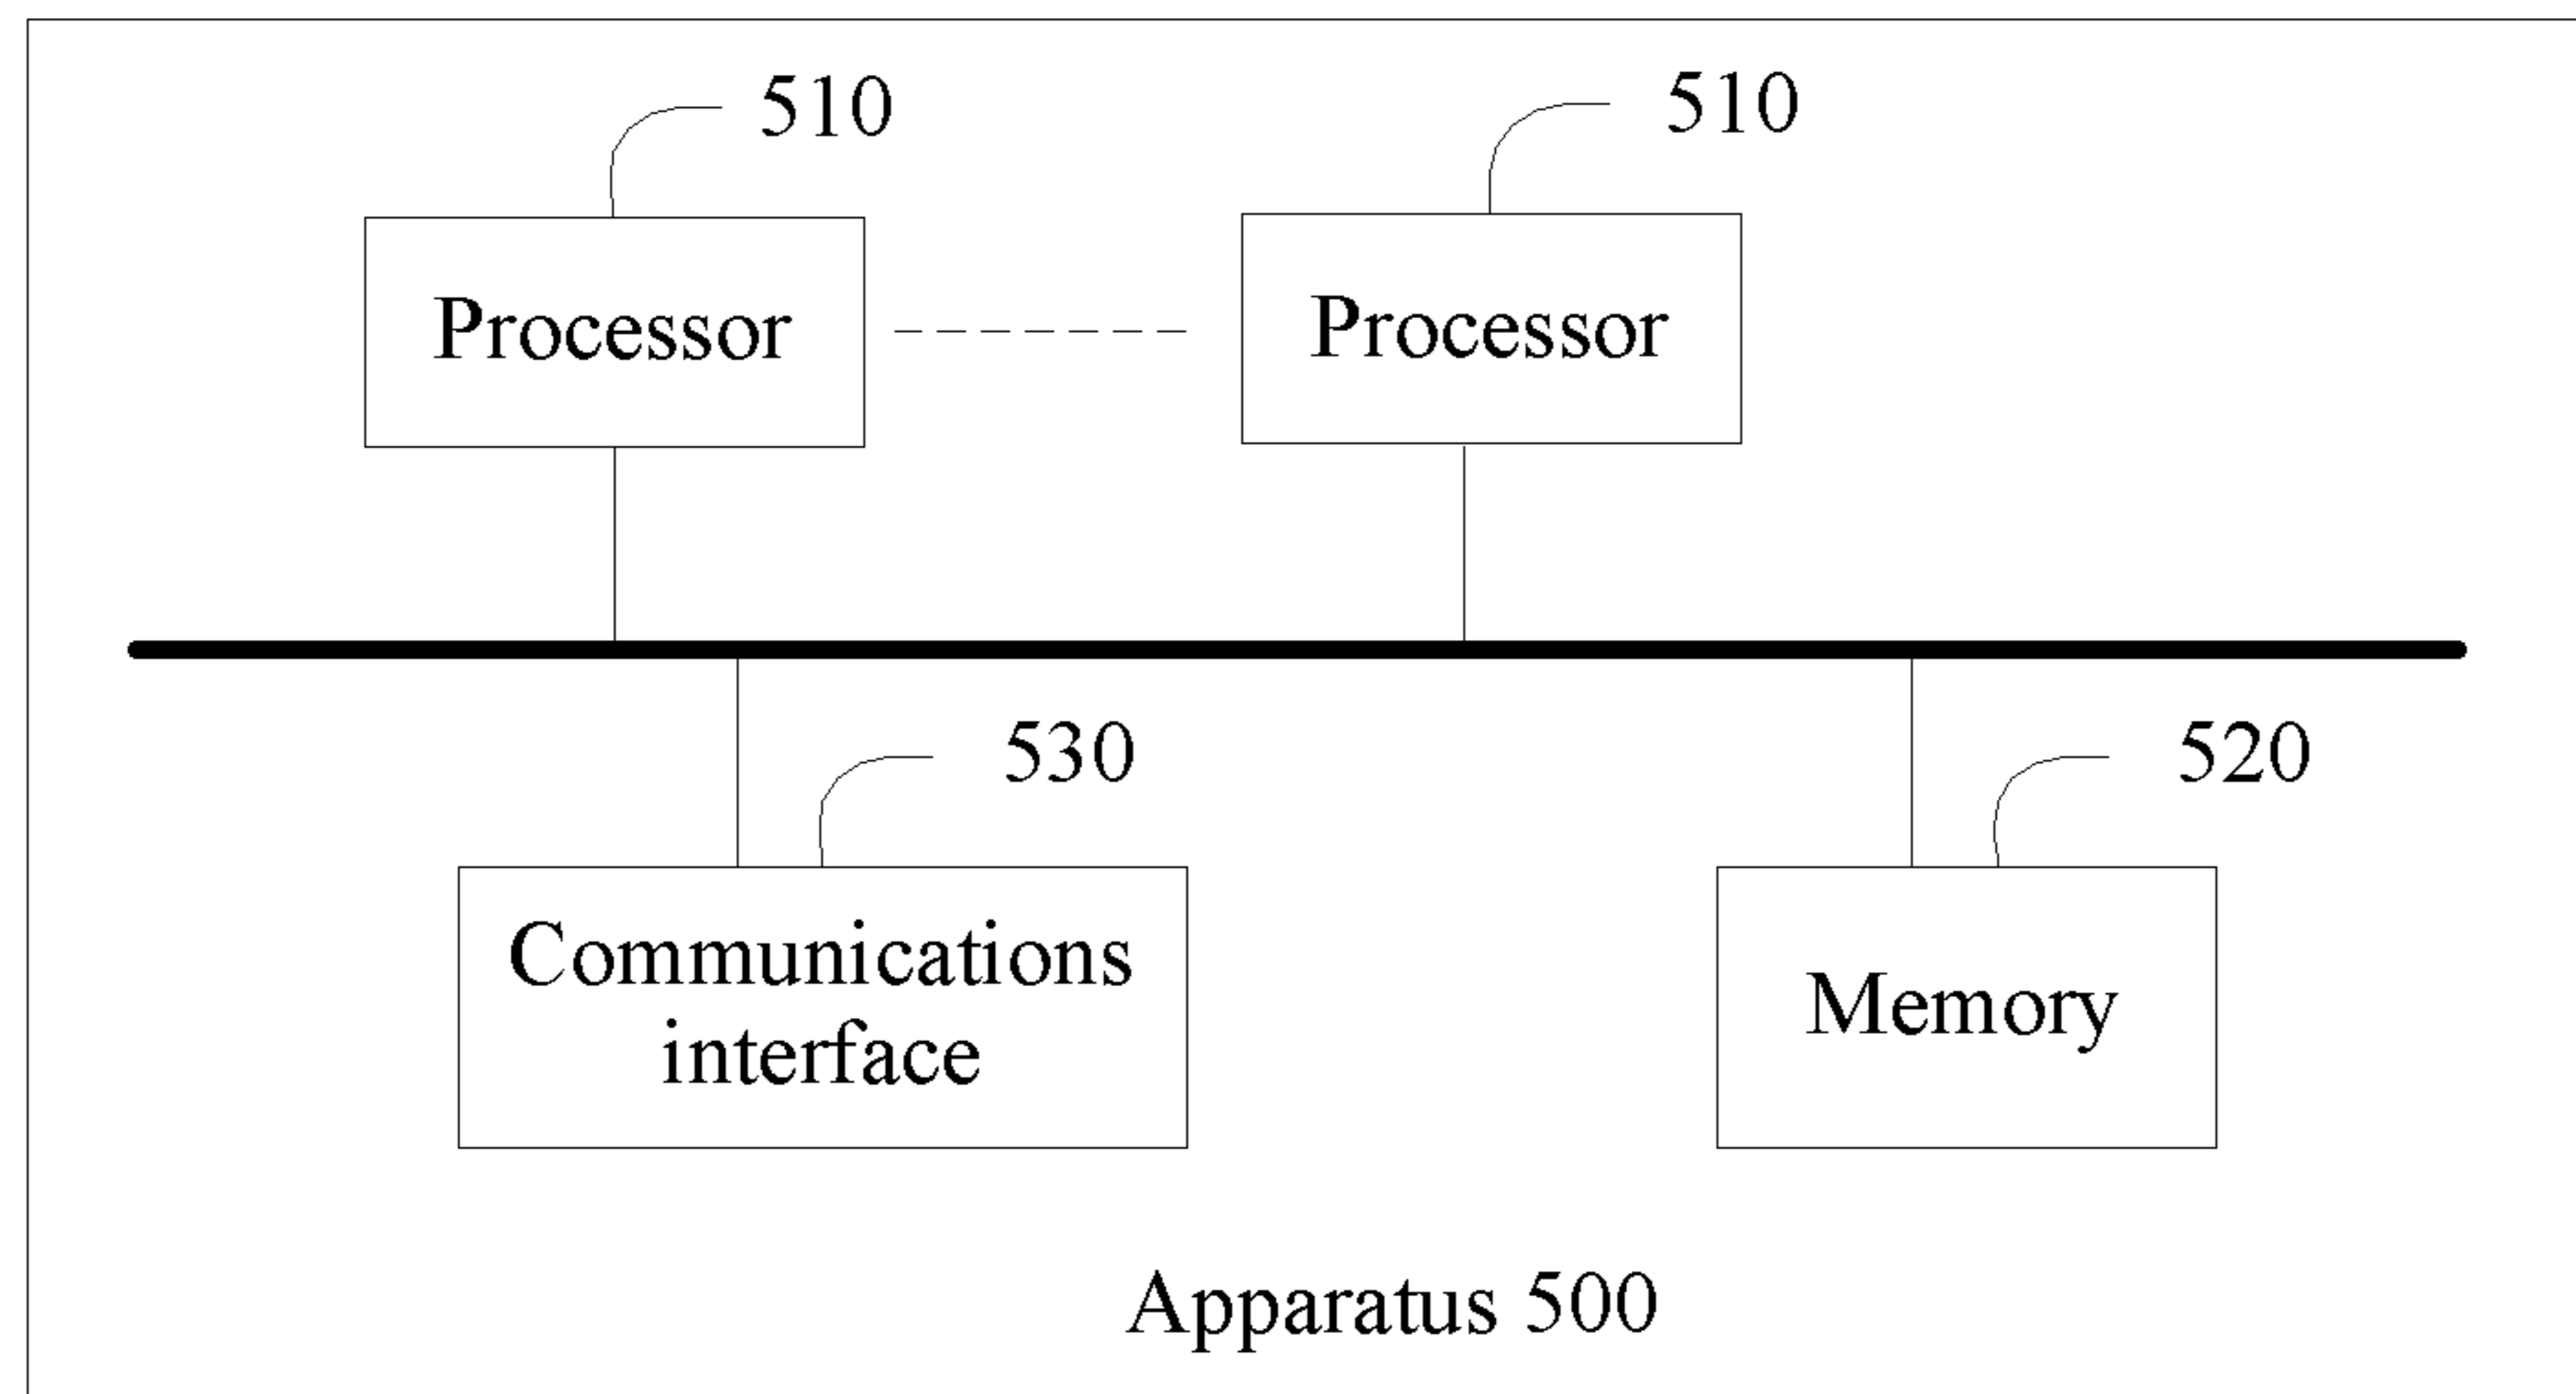 510
510
Processor
Processor
530
520
Communications
interface
Memory
Apparatus 500